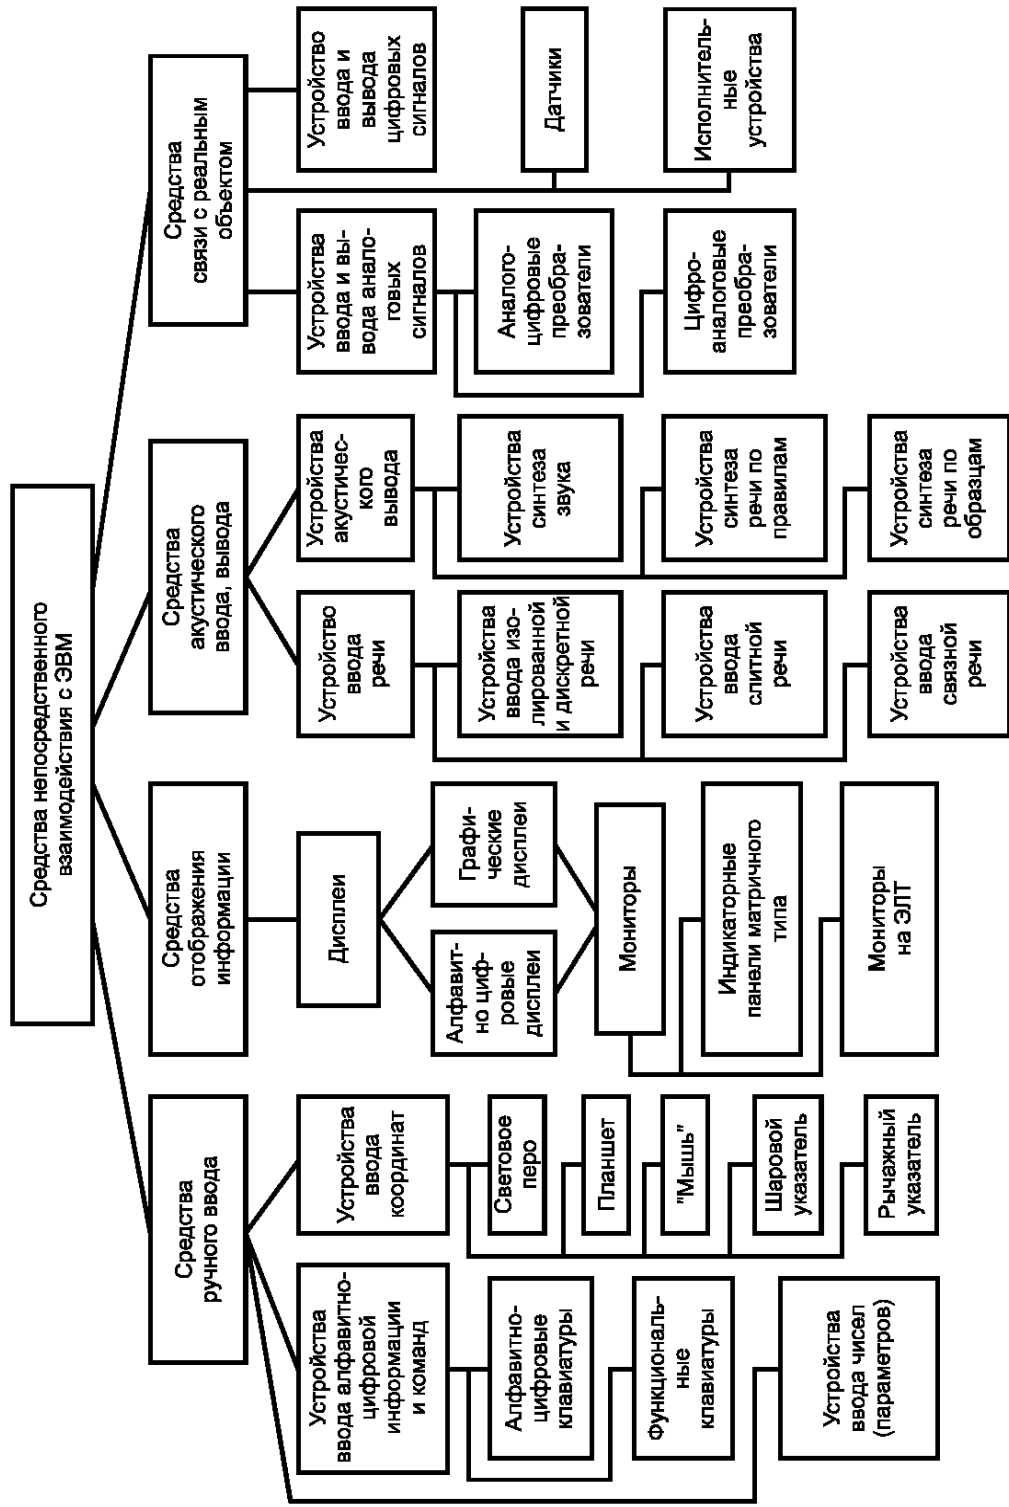 Средства непосредственного
взаимодействия с ЭВМ
Средства
ручного ввода
Средства
отображения
информации
Средства
акустического
ввода, вывода
Средства
связи с реальным
объектом
Устройства
ввода алфавитно-
цифровой
информации
и команд
Устройства
ввода
координат
Алфавитно-
цифровые
клавиатуры
Функциональ-
ные
клавиатуры
Устройства
ввода чисел
(параметров)
Световое
перо
Планшет
"Мышь"
Шаровой
указатель
Рычажный
указатель
Дисплеи
Алфавит-
но циф-
ровые
дисплеи
Графи-
ческие
дисплеи
Мониторы
Индикаторные
панели матричного
типа
Мониторы
на ЭЛТ
Устройство
ввода
речи
Устройства
ввода изо-
лированной
и дискретной
речи
Устройства
ввода
слитной
речи
Устройства
ввода
связной
речи
Устройства
акустичес-
кого
вывода
Устройства
синтеза
звука
Устройства
синтеза
речи по
правилам
Устройства
синтеза
речи по
образцам
Устройства
ввода и вы-
вода анало-
говых
сигналов
Аналого-
цифровые
преобра-
зователи
Цифро-
аналоговые
преобра-
зователи
Устройство
ввода и
вывода
цифровых
сигналов
Датчики
Исполнитель-
ные
устройства